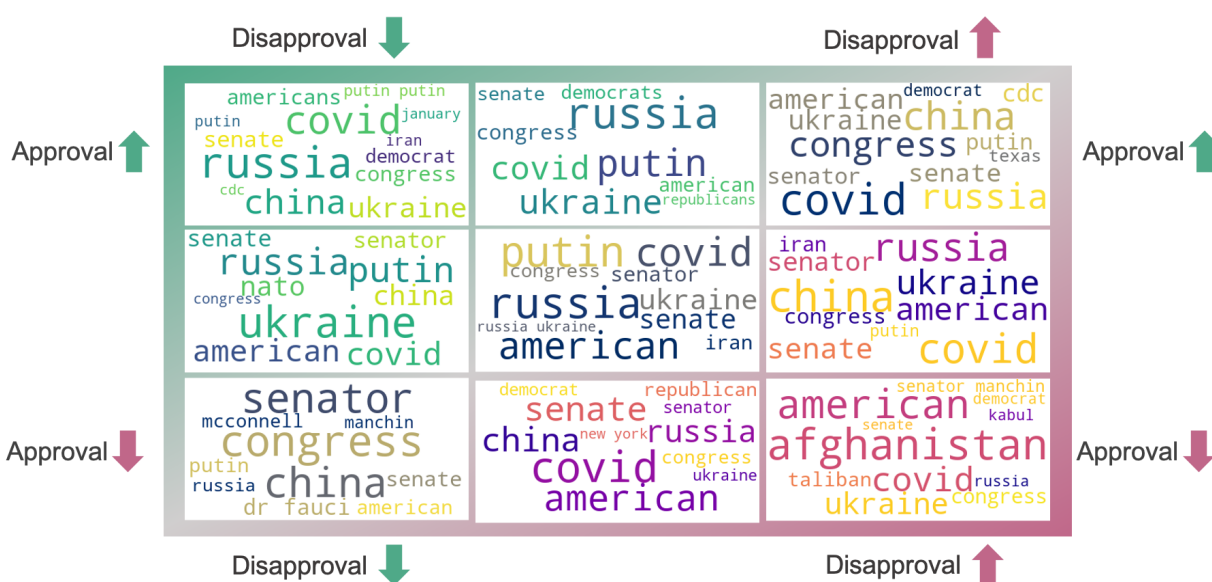 Disapproval
Disapproval
Approval
Approval
americans putin putin
covid january
putin
senate iran
russia democrat
congress
cdc
china ukraine
senate democrats
russia
congress
covid putin
american
ukraine republicans
american democrat cdc
ukraine china
congress putin
texas
senator senate
covid russia
senate senator
russia putin
nato
congress china
ukraine
american covid
putin covid
congress senator
russia ukraine
russia ukraine senate
american iran
iran russia
senator
ukraine
china american
congress
putin
senate covid
senator
mcconnell manchin
congress
putin
russia china senate
dr fauci american
democrat republican
senate senator
china new york russia
covid congress
ukraine
american
senator manchin
american democrat
kabul
senate
afghanistan
taliban covid russia
ukraine congress
Approval
Approval
Disapproval
Disapproval